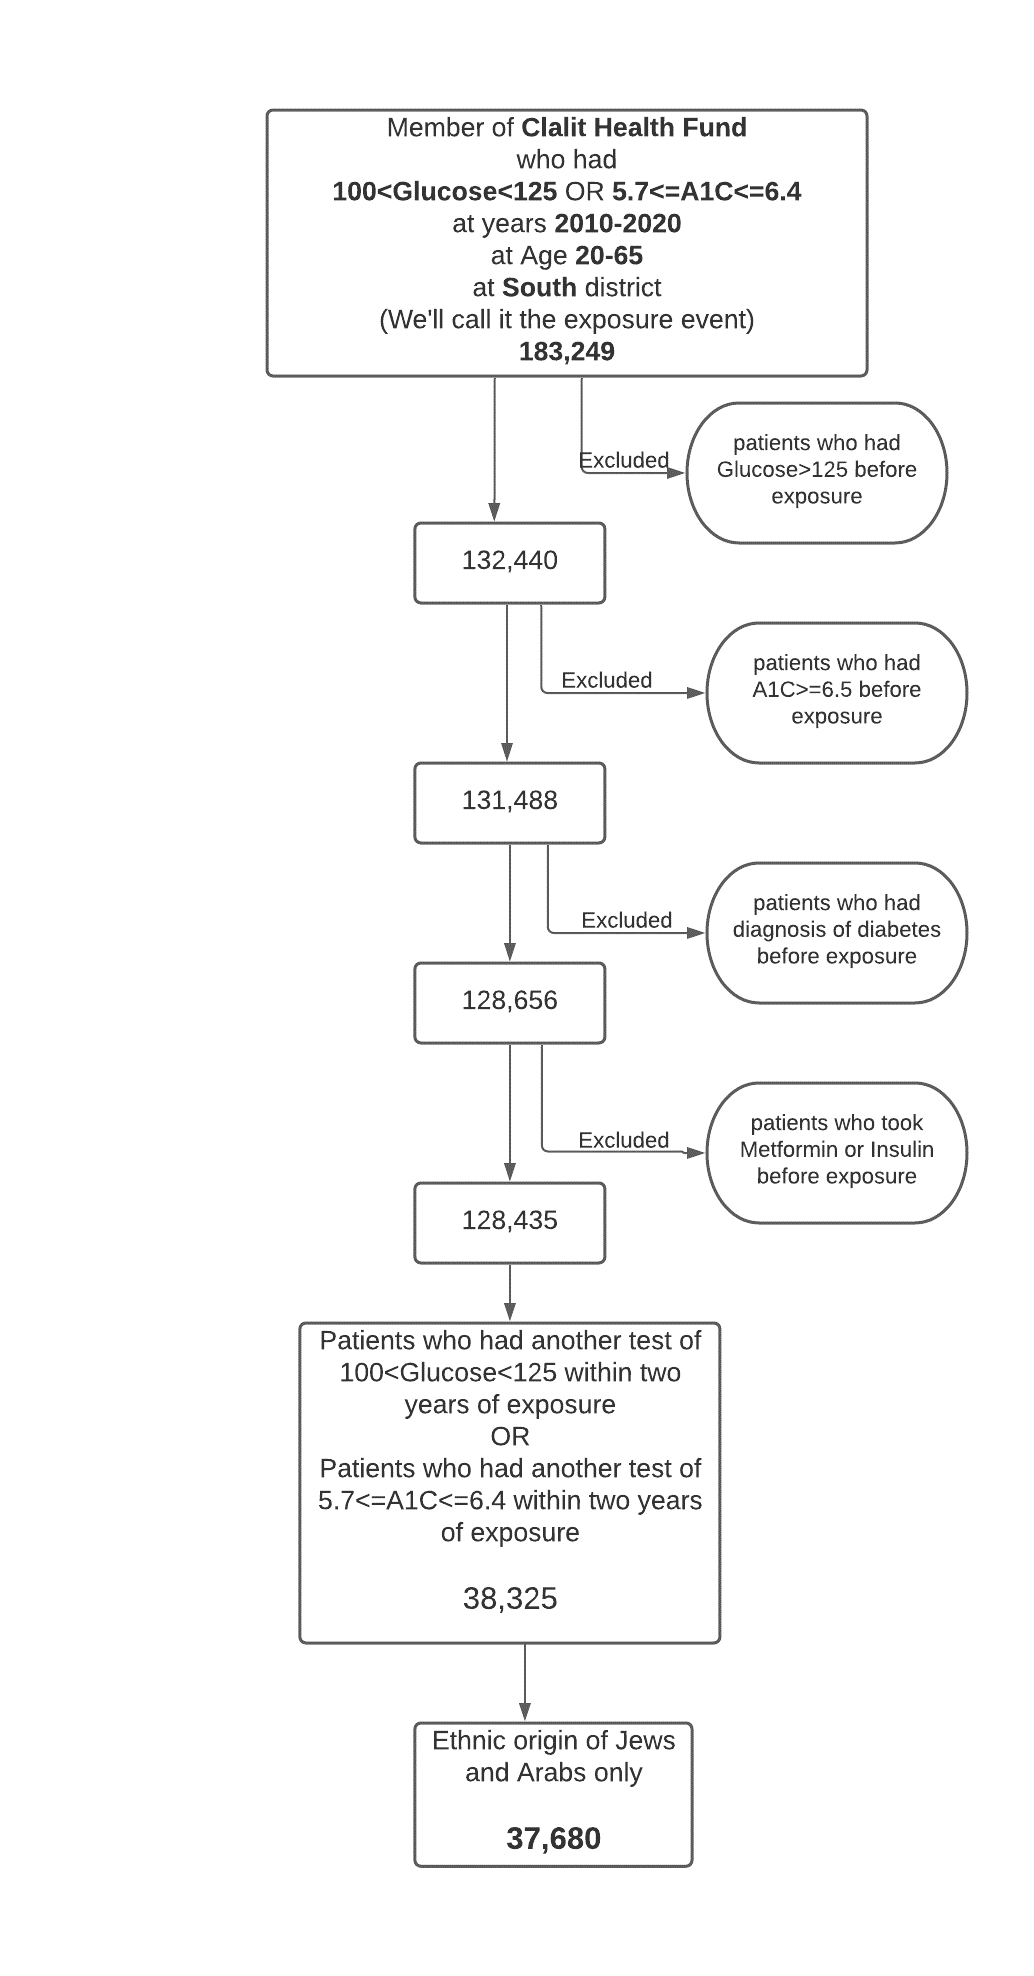 Member of Clalit Health Fund
who had
100<Glucose<125 OR 5.7<=A1C<=6.4
at years 2010-2020
at Age 20-65
at South district
(We'll call it the exposure event)
183,249
Excluded
patients who had
Glucose>125 before
exposure
132,440
Excluded
patients who had
A1C>=6.5 before
exposure
131,488
Excluded
patients who had
diagnosis of diabetes
before exposure
128,656
Excluded
patients who took
Metformin or Insulin
before exposure
128,435
Patients who had another test of
100<Glucose<125 within two
years of exposure
OR
Patients who had another test of
5.7<=A1C<=6.4 within two years
of exposure
38,325
Ethnic origin of Jews
and Arabs only
37,680